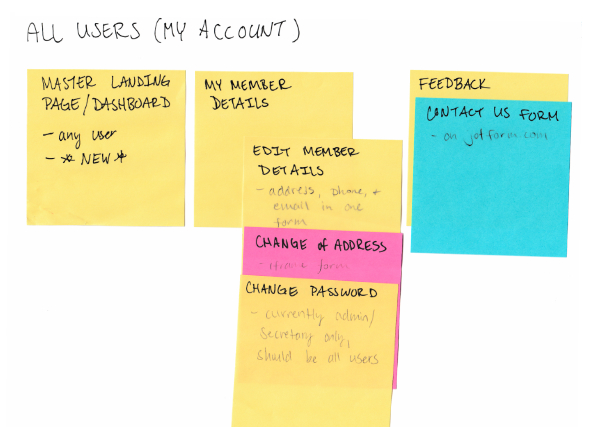 ALL USERS (MY ACCOUNT)
MASTER LANDING
PAGE/DASHBOARD
- any user
- * NEW *
MY MEMBER
DETAILS
EDIT MEMBER
DETAILS
- address, phone, +
email in one
form
CHANGE of ADDRESS
- iframe form
CHANGE PASSWORD
- currently admin/
secretary only,
should be all users
FEEDBACK
CONTACT US FORM
- on jotform.com